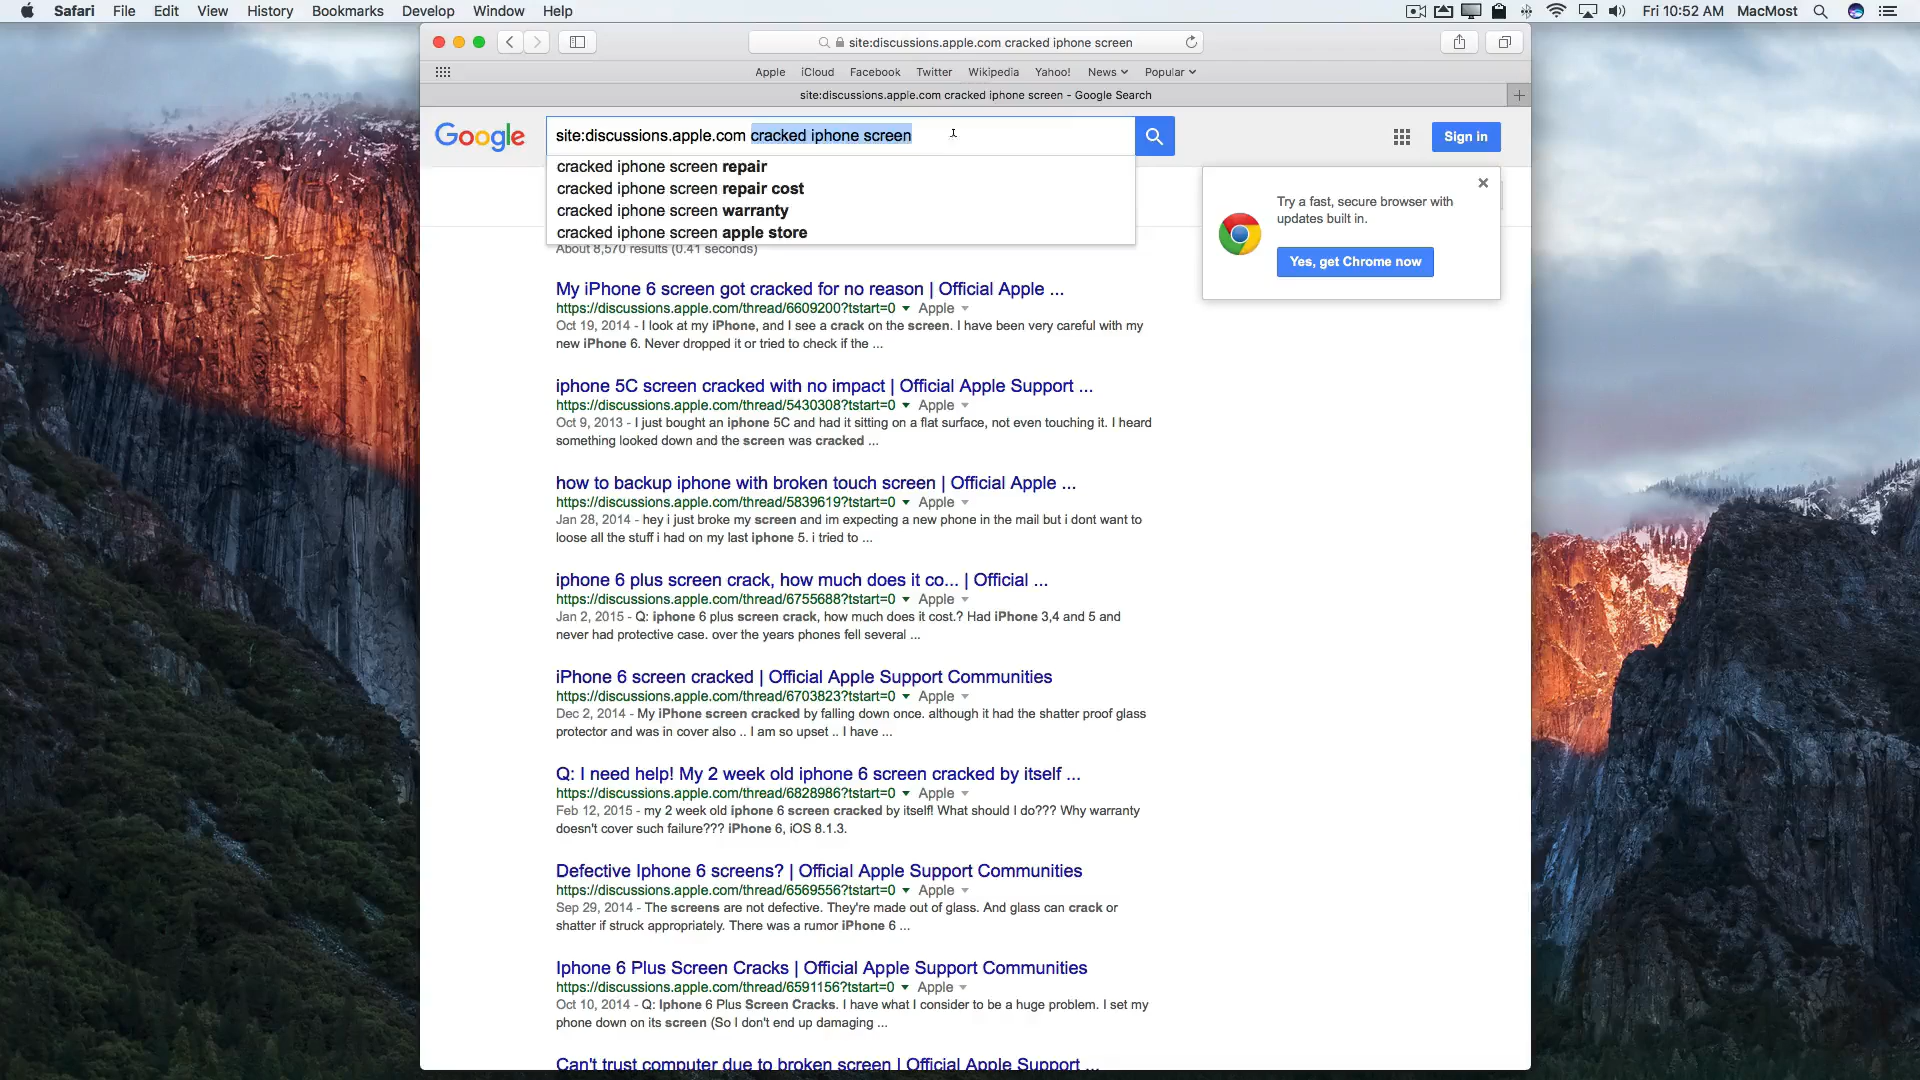 Safari File Edit View History Bookmarks Develop Window Help Fri 10:52 AM MacMost
site:discussions.apple.com cracked iphone screen
Apple iCloud Facebook Twitter Wikipedia Yahoo! News Popular
site:discussions.apple.com cracked iphone screen - Google Search
Google site:discussions.apple.com cracked iphone screen Sign in
cracked iphone screen repair
cracked iphone screen repair cost
cracked iphone screen warranty
cracked iphone screen apple store
Try a fast, secure browser with
updates built in.
Yes, get Chrome now
About 8,570 results (0.41 seconds)
My iPhone 6 screen got cracked for no reason | Official Apple ...
https://discussions.apple.com/thread/6609200?tstart=0 Apple
Oct 19, 2014 - I look at my iPhone, and I see a crack on the screen. I have been very careful with my
new iPhone 6. Never dropped it or tried to check if the ...
iphone 5C screen cracked with no impact | Official Apple Support ...
https://discussions.apple.com/thread/5430308?tstart=0 Apple
Oct 9, 2013 - I just bought an iphone 5C and had it sitting on a flat surface, not even touching it. I heard
something looked down and the screen was cracked ...
how to backup iphone with broken touch screen | Official Apple ...
https://discussions.apple.com/thread/5839619?tstart=0 Apple
Jan 28, 2014 - hey i just broke my screen and im expecting a new phone in the mail but i dont want to
loose all the stuff i had on my last iphone 5. i tried to ...
iphone 6 plus screen crack, how much does it co... | Official ...
https://discussions.apple.com/thread/6755688?tstart=0 Apple
Jan 2, 2015 - Q: iphone 6 plus screen crack, how much does it cost.? Had iPhone 3,4 and 5 and
never had protective case. over the years phones fell several ...
iPhone 6 screen cracked | Official Apple Support Communities
https://discussions.apple.com/thread/6703823?tstart=0 Apple
Dec 2, 2014 - My iPhone screen cracked by falling down once. although it had the shatter proof glass
protector and was in cover also .. I am so upset .. I have ...
Q: I need help! My 2 week old iphone 6 screen cracked by itself ...
https://discussions.apple.com/thread/6828986?tstart=0 Apple
Feb 12, 2015 - my 2 week old iphone 6 screen cracked by itself! What should I do??? Why warranty
doesn't cover such failure??? iPhone 6, iOS 8.1.3.
Defective Iphone 6 screens? | Official Apple Support Communities
https://discussions.apple.com/thread/6569556?tstart=0 Apple
Sep 29, 2014 - The screens are not defective. They're made out of glass. And glass can crack or
shatter if struck appropriately. There was a rumor iPhone 6 ...
Iphone 6 Plus Screen Cracks | Official Apple Support Communities
https://discussions.apple.com/thread/6591156?tstart=0 Apple
Oct 10, 2014 - Q: Iphone 6 Plus Screen Cracks. I have what I consider to be a huge problem. I set my
phone down on its screen (So I don't end up damaging ...
Can't trust computer due to broken screen | Official Apple Support ...